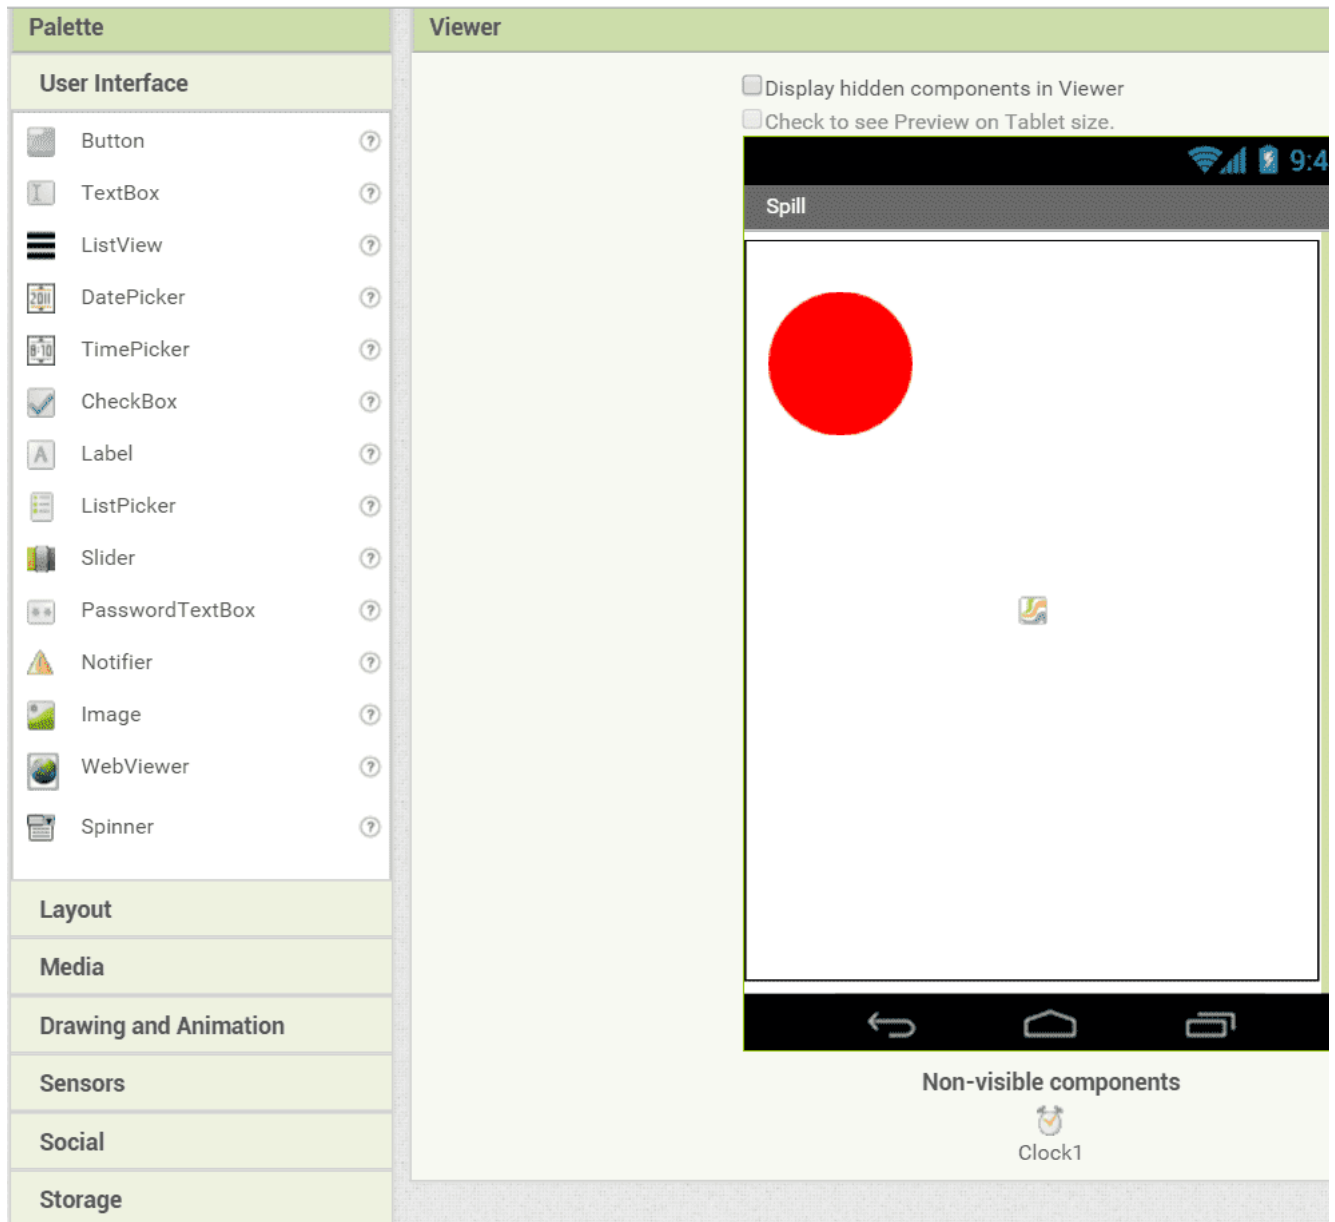 Palette
User Interface
Button
TextBox
ListView
DatePicker
TimePicker
CheckBox
Label
ListPicker
Slider
PasswordTextBox
Notifier
Image
WebViewer
Spinner
Layout
Media
Drawing and Animation
Sensors
Social
Storage
Viewer
Display hidden components in Viewer
Check to see Preview on Tablet size.
9:4
Spill
Non-visible components
Clock1